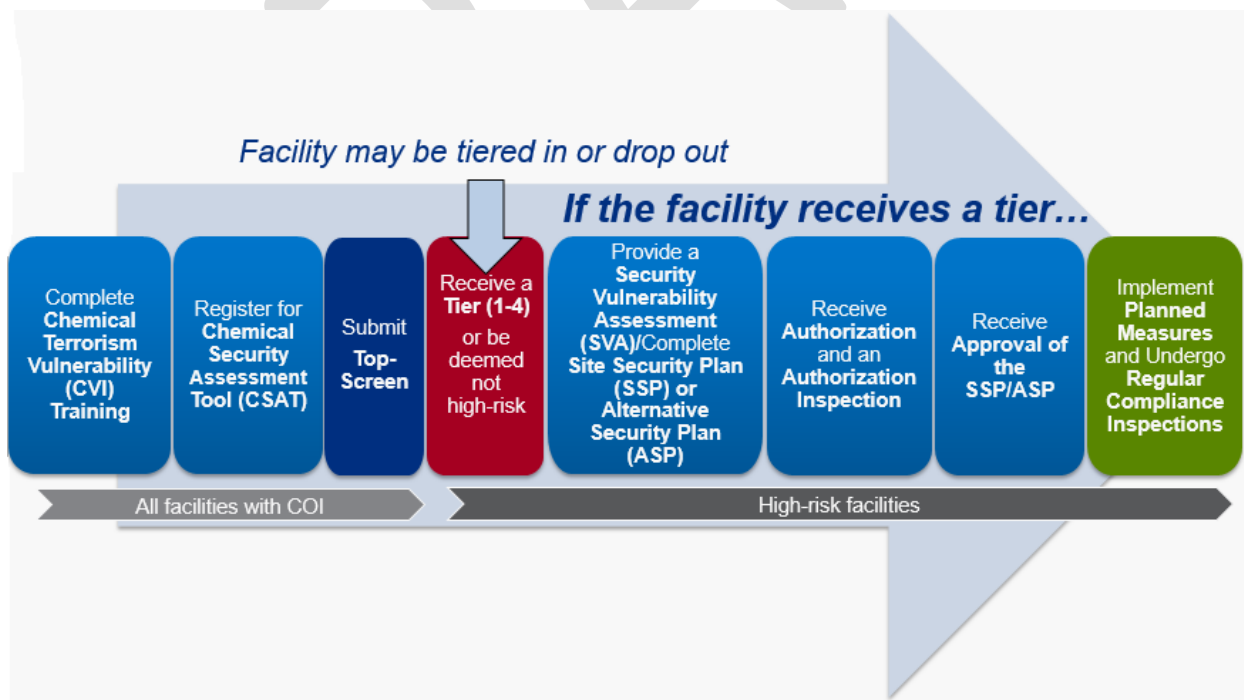 Facility may be tiered in or drop out
If the facility receives a tier...
Complete
Chemical
Terrorism
Vulnerability
(CVI)
Training
Register for
Chemical
Security
Assessment
Tool (CSAT)
Submit
Top-
Screen
Receive a
Tier (1-4)
or be
deemed
not
high-risk
Provide a
Security
Vulnerability
Assessment
(SVA)/Complete
Site Security Plan
(SSP) or
Alternative
Security Plan
(ASP)
Receive
Authorization
and an
Authorization
Inspection
Receive
Approval of
the
SSP/ASP
Implement
Planned
Measures
and Undergo
Regular
Compliance
Inspections
All facilities with COI
High-risk facilities